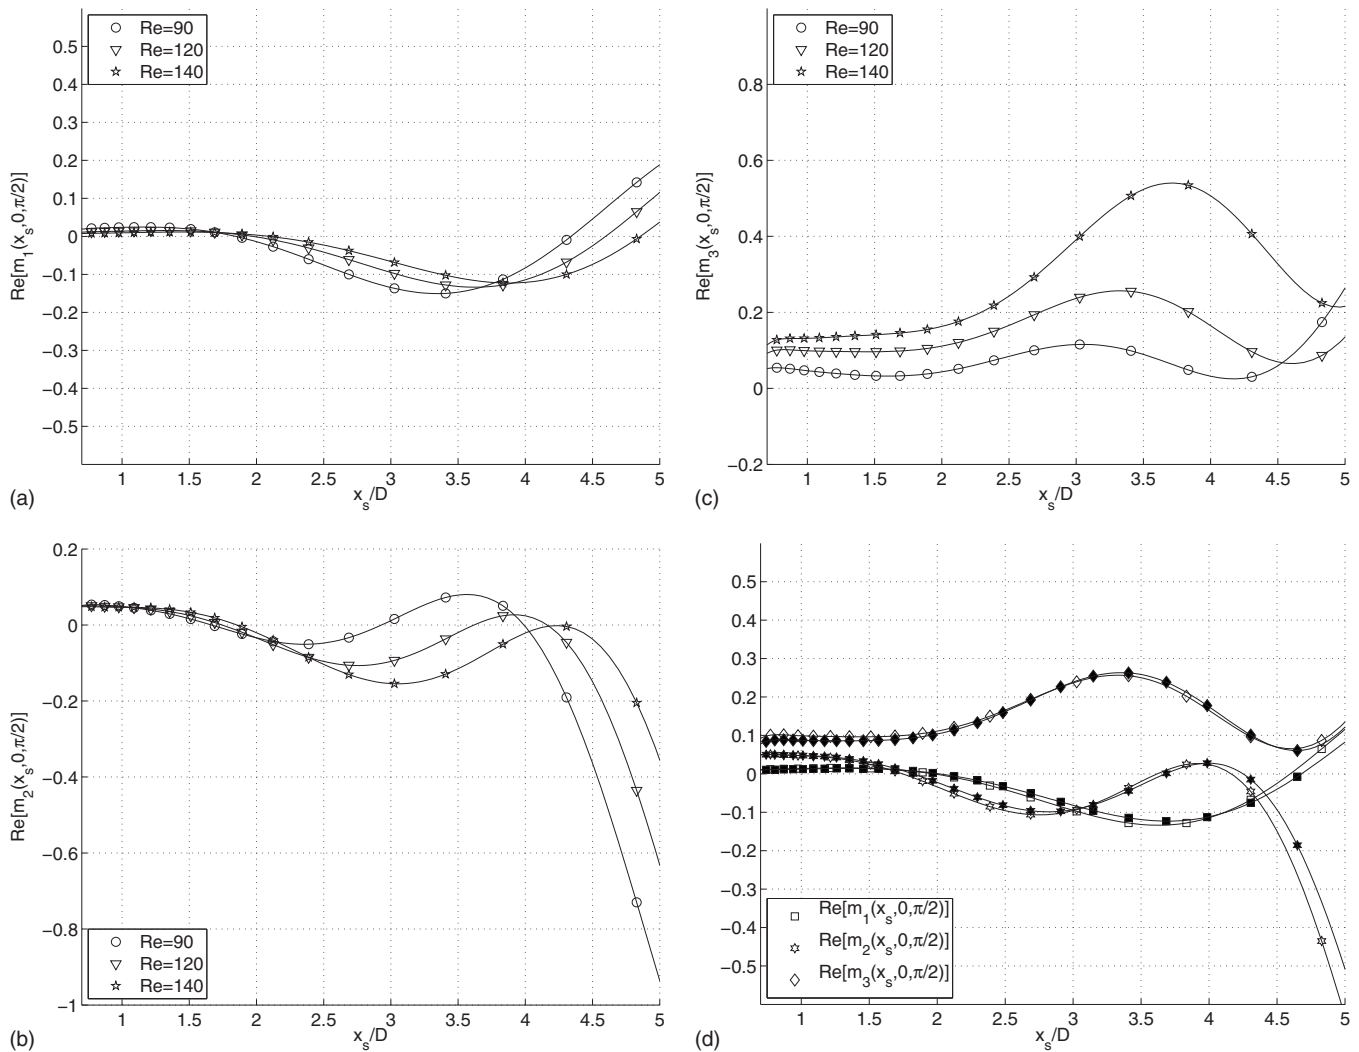 Re=90
Re=120
Re=140
0.5
0.4
0.3
0.2
0.1
0
−0.1
−0.2
−0.3
−0.4
−0.5
Re[m1(xs,0,π/2)]
1 1.5 2 2.5 3 3.5 4 4.5 5
xs/D
(a)
Re=90
Re=120
Re=140
0.8
0.6
0.4
0.2
0
−0.2
Re[m3(xs,0,π/2)]
1 1.5 2 2.5 3 3.5 4 4.5 5
xs/D
(c)
0.2
0
−0.2
−0.4
−0.6
−0.8
−1
Re[m2(xs,0,π/2)]
Re=90
Re=120
Re=140
1 1.5 2 2.5 3 3.5 4 4.5 5
xs/D
(b)
0.5
0.4
0.3
0.2
0.1
0
−0.1
−0.2
−0.3
−0.4
−0.5
Re[m1(xs,0,π/2)]
Re[m2(xs,0,π/2)]
Re[m3(xs,0,π/2)]
1 1.5 2 2.5 3 3.5 4 4.5 5
xs/D
(d)